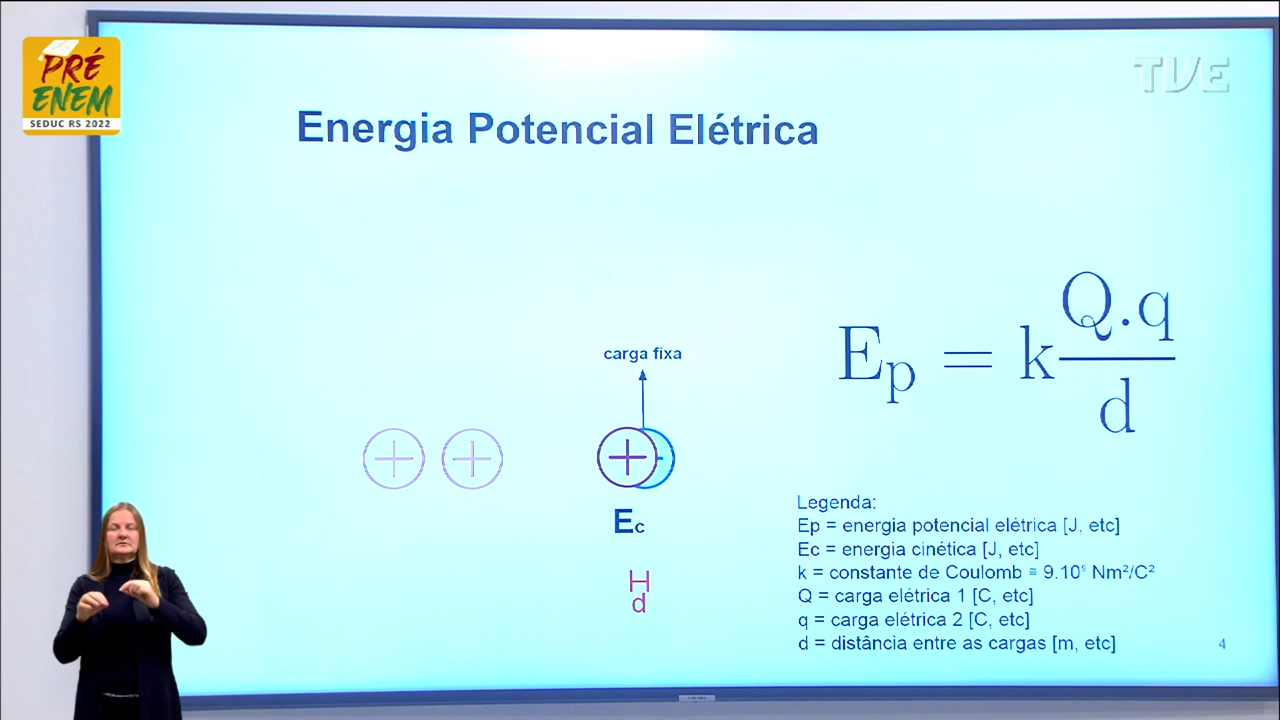 PRÉ
ENEM
SEDUC RS 2022
TVE
Energia Potencial Elétrica
carga fixa
Ec
H
d
Ep = k Q.q / d
Legenda:
Ep = energia potencial elétrica [J, etc]
Ec = energia cinética [J, etc]
k = constante de Coulomb ≅ 9.10⁹ Nm²/C²
Q = carga elétrica 1 [C, etc]
q = carga elétrica 2 [C, etc]
d = distância entre as cargas [m, etc]
4